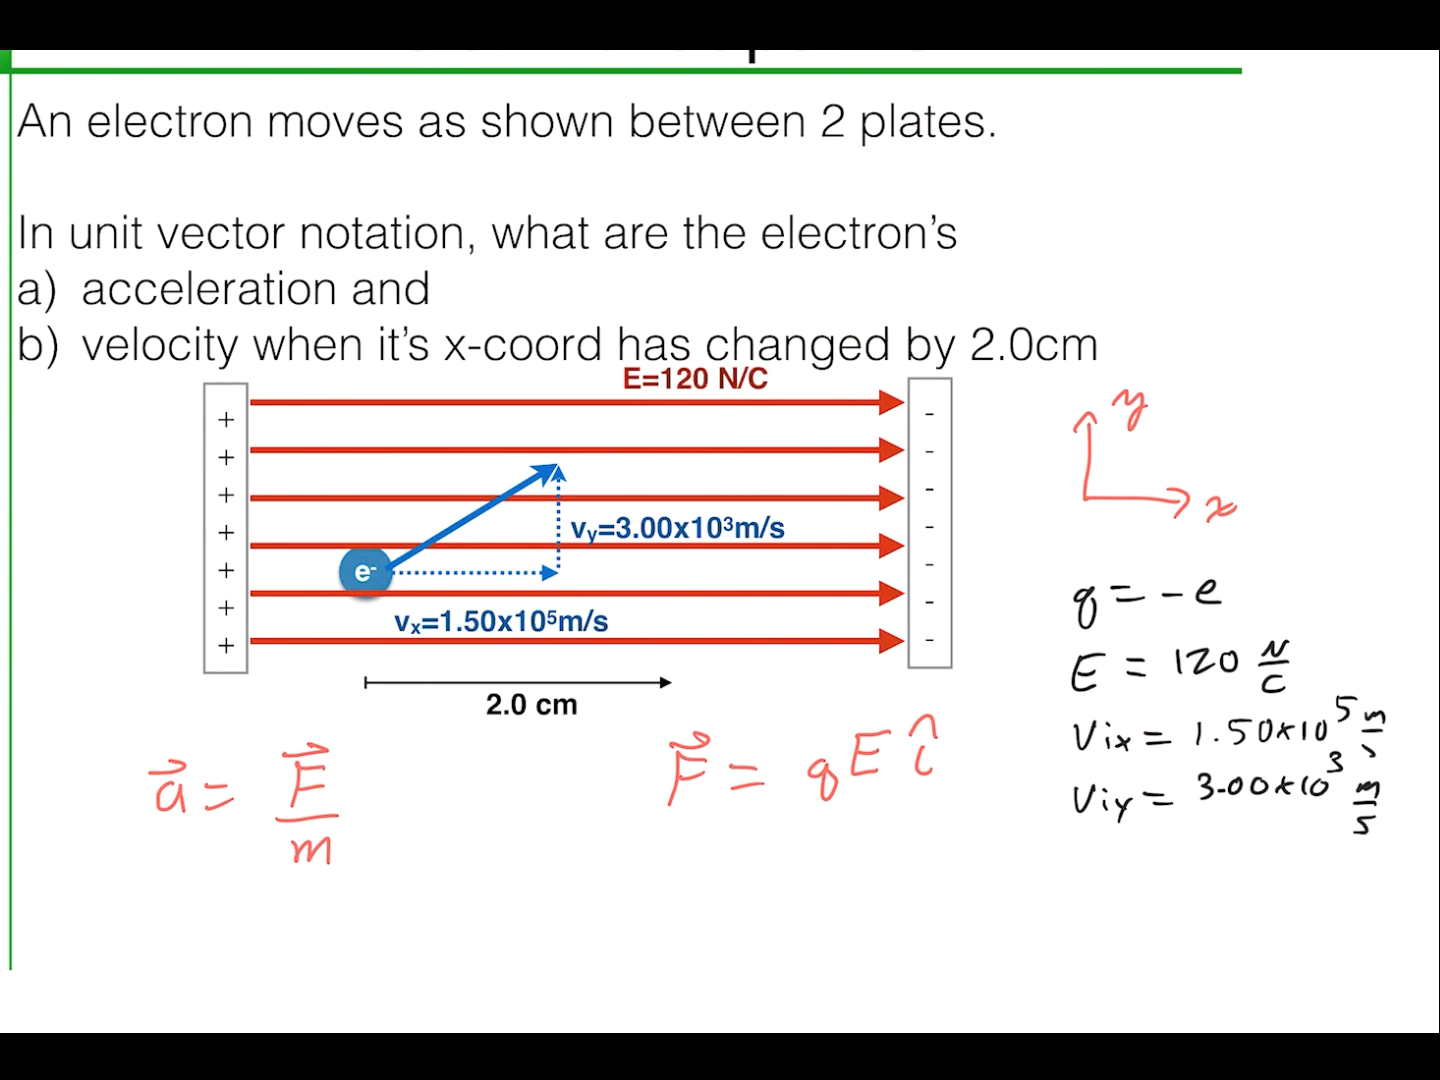 An electron moves as shown between 2 plates.
In unit vector notation, what are the electron's
a) acceleration and
b) velocity when it's x-coord has changed by 2.0cm
E=120 N/C
+ -
+ -
+ -
+ -
+ -
+ -
+ -
vᵧ=3.00x10³m/s
e⁻
vₓ=1.50x10⁵m/s
2.0 cm
y
x
q = -e
E = 120 N/C
Vix = 1.50x10⁵ m/s
Viy = 3.00x10³ m/s
a⃗ = F⃗/m
F⃗ = qE î